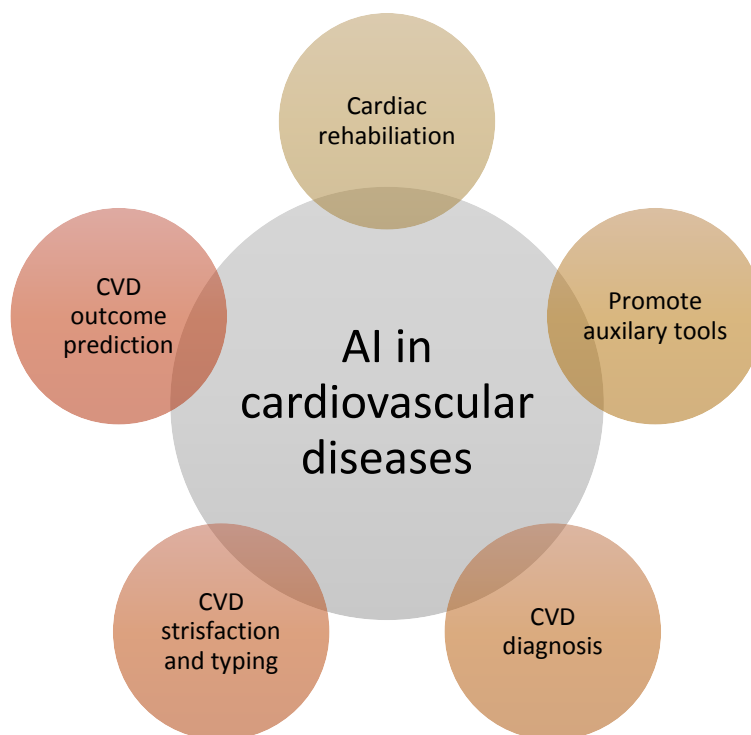 Cardiac
rehabiliation
Promote
auxilary tools
CVD
diagnosis
CVD
strisfaction
and typing
CVD
outcome
prediction
AI in
cardiovascular
diseases